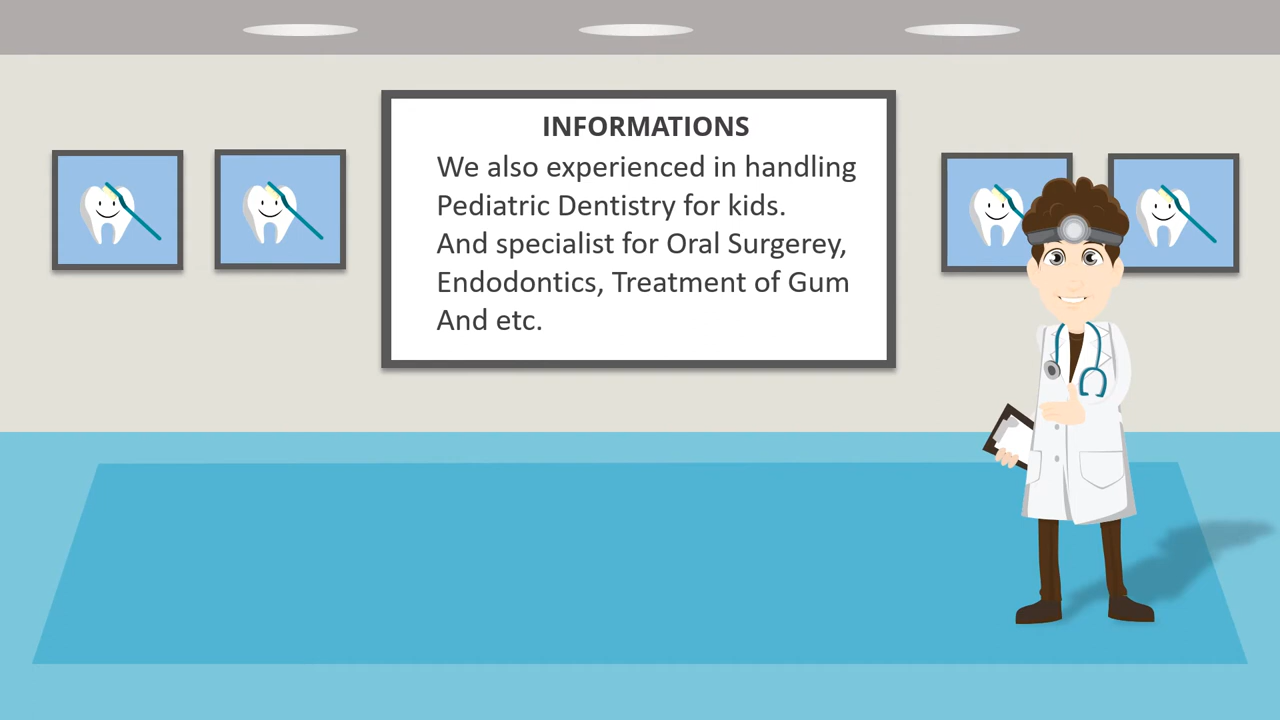 INFORMATIONS
We also experienced in handling
Pediatric Dentistry for kids.
And specialist for Oral Surgerey,
Endodontics, Treatment of Gum
And etc.